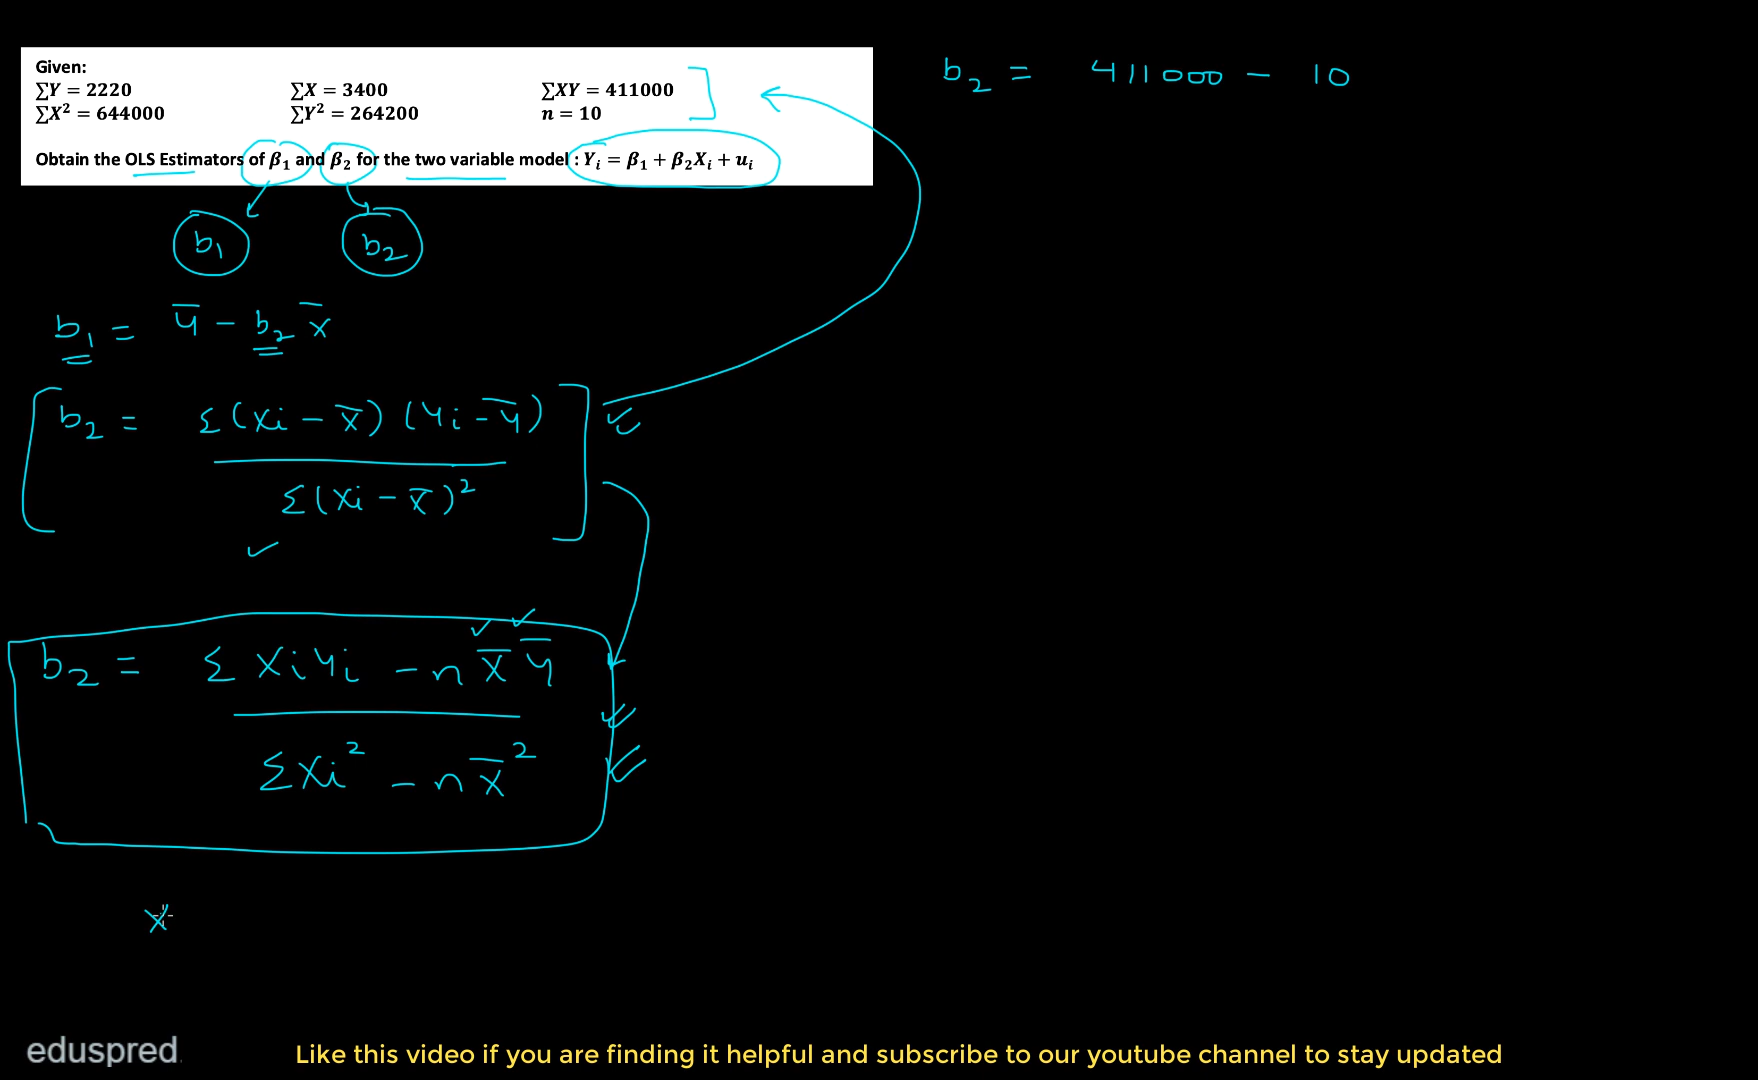 Given:
∑Y = 2220 ∑X = 3400 ∑XY = 411000
∑X² = 644000 ∑Y² = 264200 n = 10
Obtain the OLS Estimators of β₁ and β₂ for the two variable model : Yᵢ = β₁ + β₂Xᵢ + uᵢ
b₂ = 411000 − 10
b₁ b₂
b₁ = y̅ − b₂ x̅
b₂ = Σ(xi − x̅)(yi − y̅)
Σ(xi − x̅)²
b₂ = Σ xiyi − n x̅ y̅
Σxi² − n x̅²
x
eduspred
Like this video if you are finding it helpful and subscribe to our youtube channel to stay updated